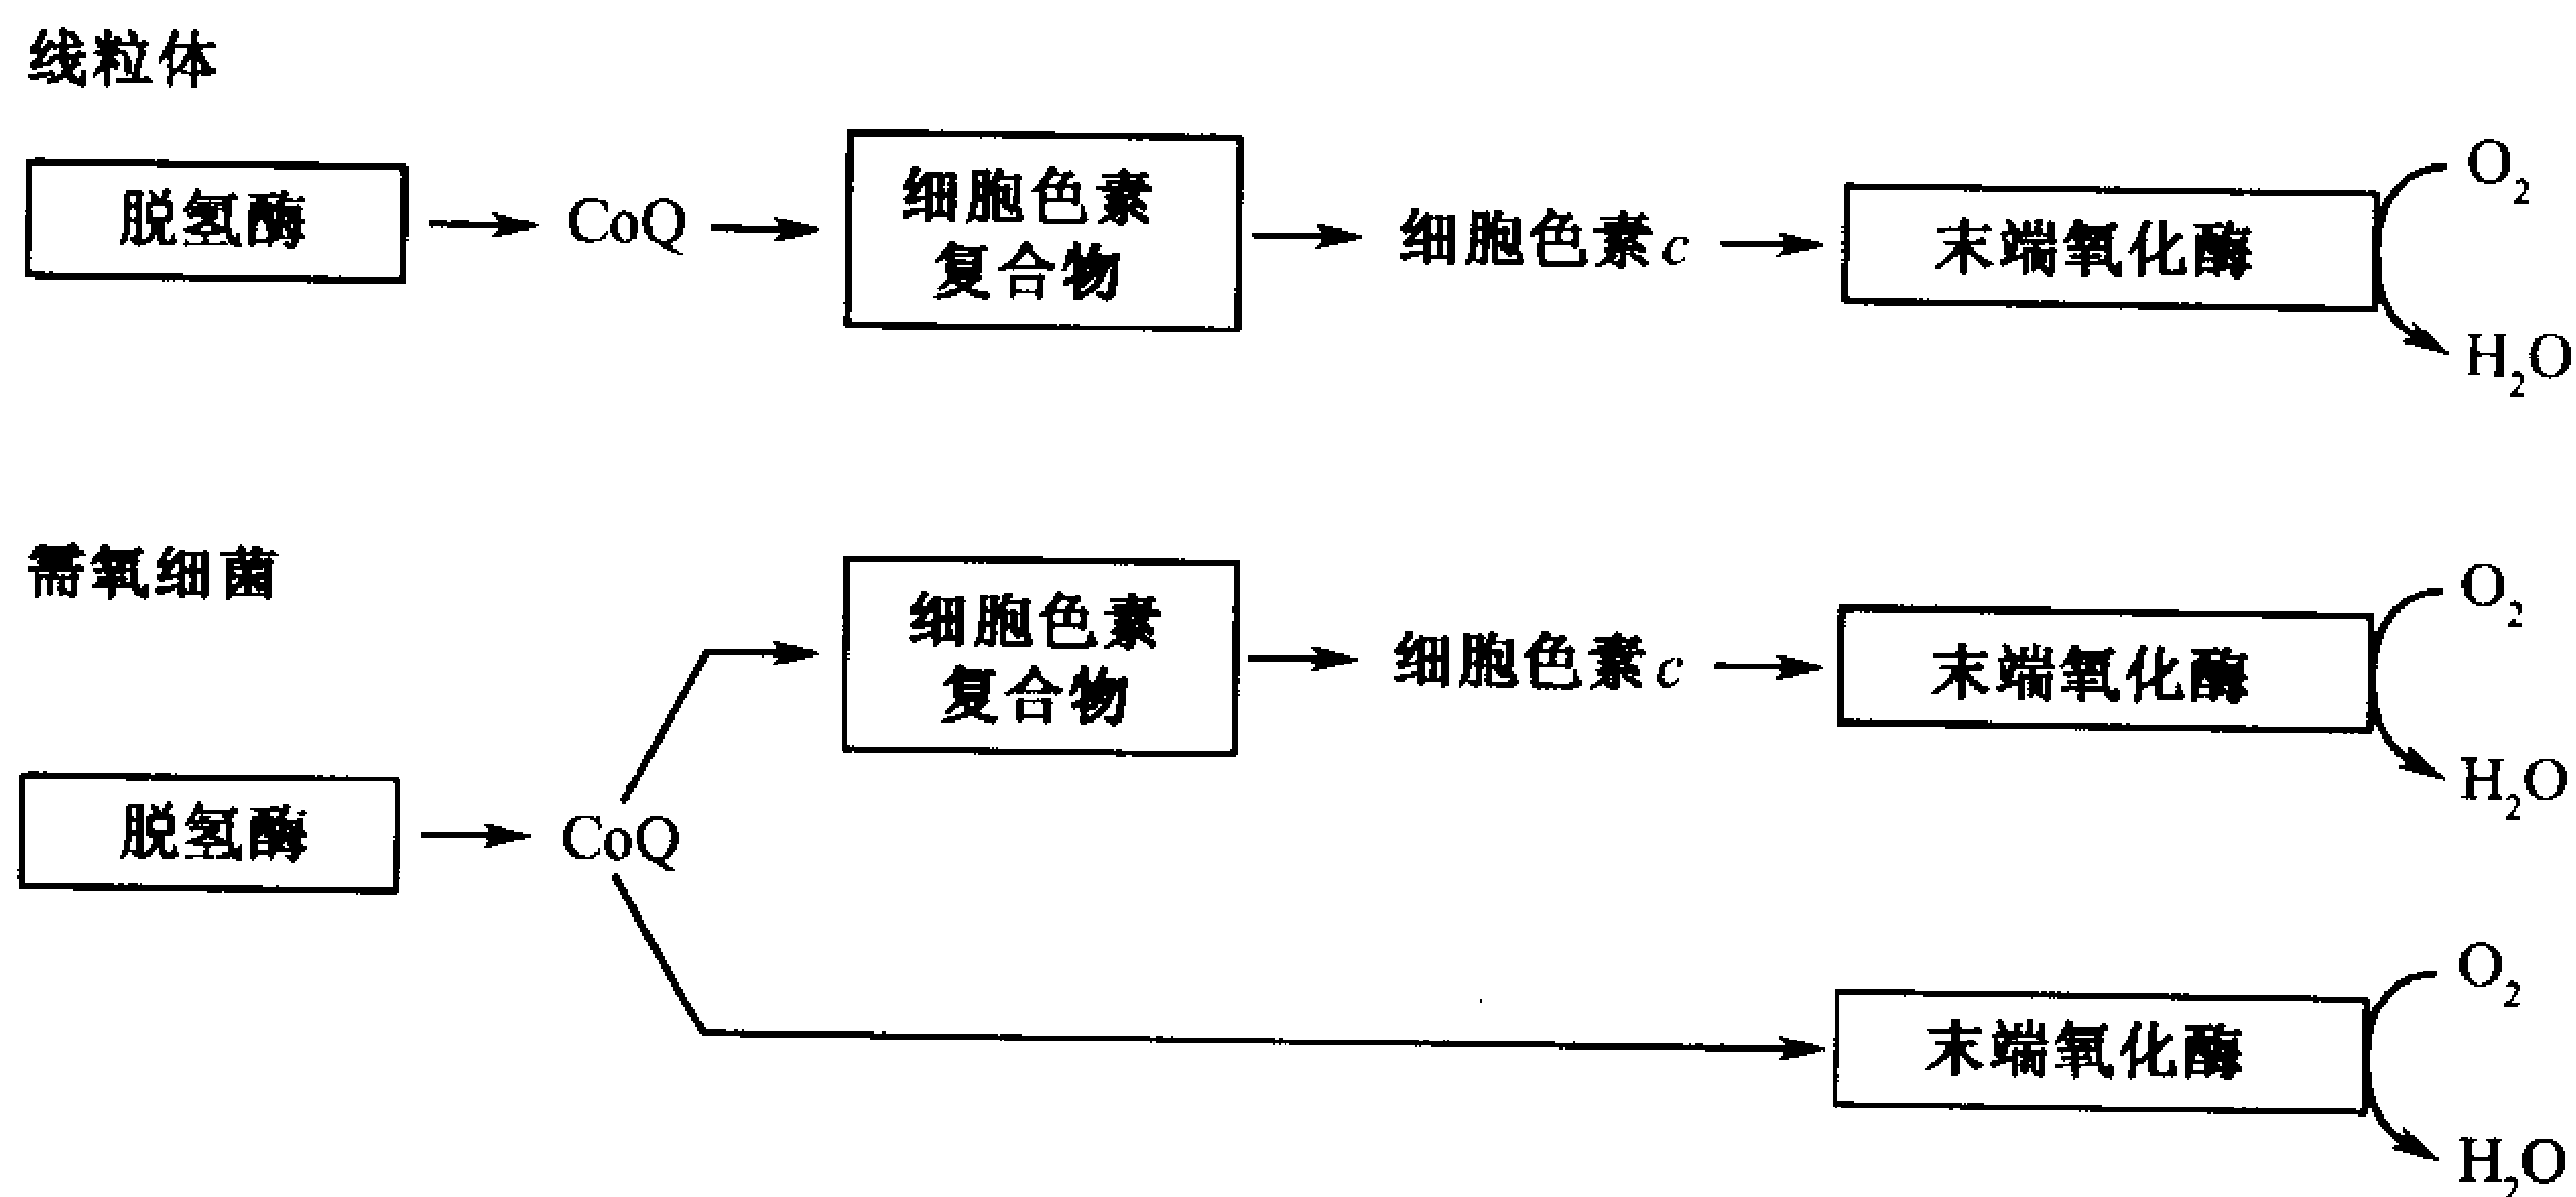 线粒体
脱氢酶
CoQ
细胞色素
复合物
细胞色素c
末端氧化酶
O₂
H₂O
需氧细菌
脱氢酶
CoQ
细胞色素
复合物
细胞色素c
末端氧化酶
O₂
H₂O
末端氧化酶
O₂
H₂O